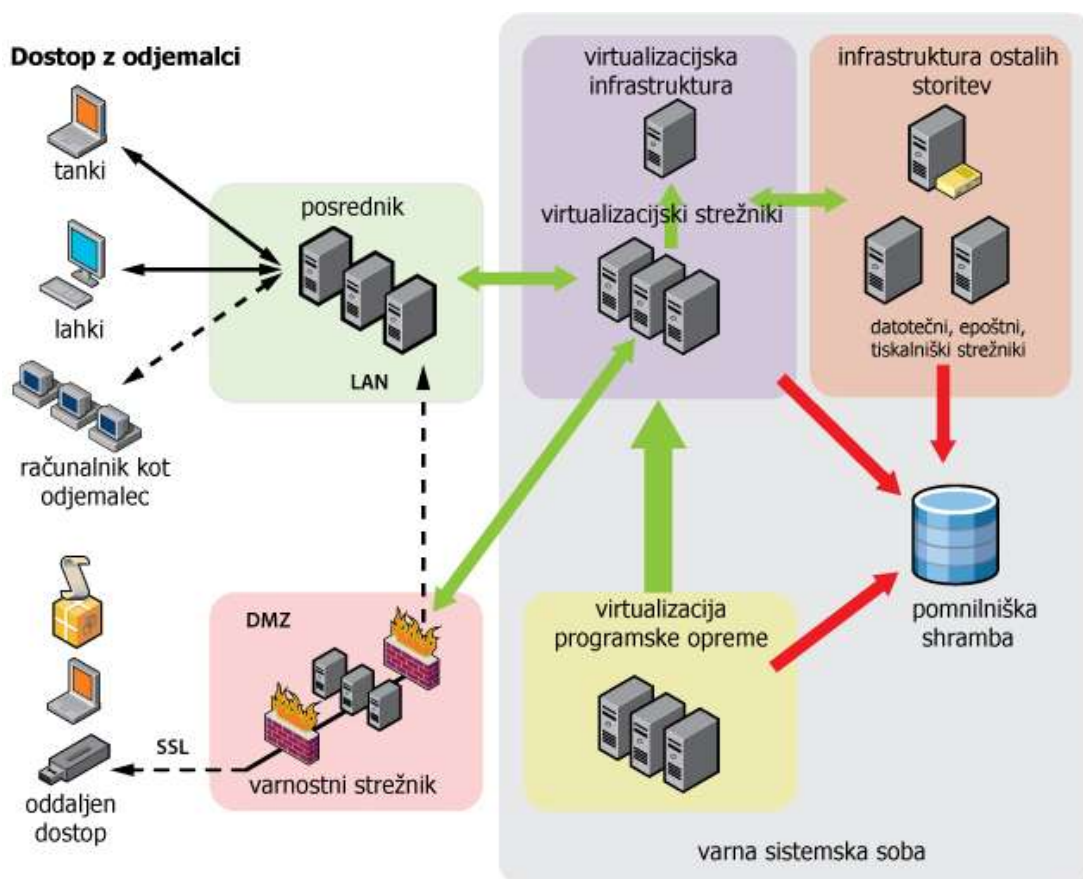 Dostop z odjemalci
tanki
lahki
računalnik kot
odjemalec
oddaljen
dostop
posrednik
LAN
DMZ
SSL
varnostni strežnik
virtualizacijska
infrastruktura
virtualizacijski strežniki
infrastruktura ostalih
storitev
datotečni, epoštni,
tiskalniški strežniki
virtualizacija
programske opreme
pomnilniška
shramba
varna sistemska soba